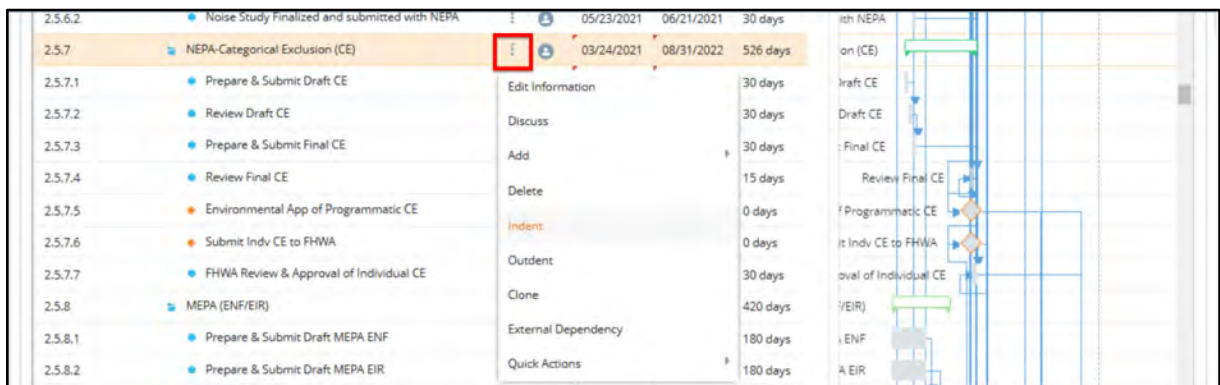 2.5.6.2 Noise Study Finalized and submitted with NEPA 05/23/2021 06/21/2021 30 days ith NEPA
2.5.7 NEPA-Categorical Exclusion (CE) 03/24/2021 08/31/2022 526 days on (CE)
2.5.7.1 Prepare & Submit Draft CE 30 days Draft CE
Edit Information
2.5.7.2 Review Draft CE 30 days Draft CE
Discuss
2.5.7.3 Prepare & Submit Final CE 30 days : Final CE
Add
2.5.7.4 Review Final CE 15 days Review Final CE
Delete
2.5.7.5 Environmental App of Programmatic CE 0 days f Programmatic CE
Indent
2.5.7.6 Submit Indv CE to FHWA 0 days it Indv CE to FHWA
Outdent
2.5.7.7 FHWA Review & Approval of Individual CE 30 days oval of Individual CE
Clone
2.5.8 MEPA (ENF/EIR) 420 days F/EIR)
External Dependency
2.5.8.1 Prepare & Submit Draft MEPA ENF 180 days ENF
Quick Actions
2.5.8.2 Prepare & Submit Draft MEPA EIR 180 days PA EIR